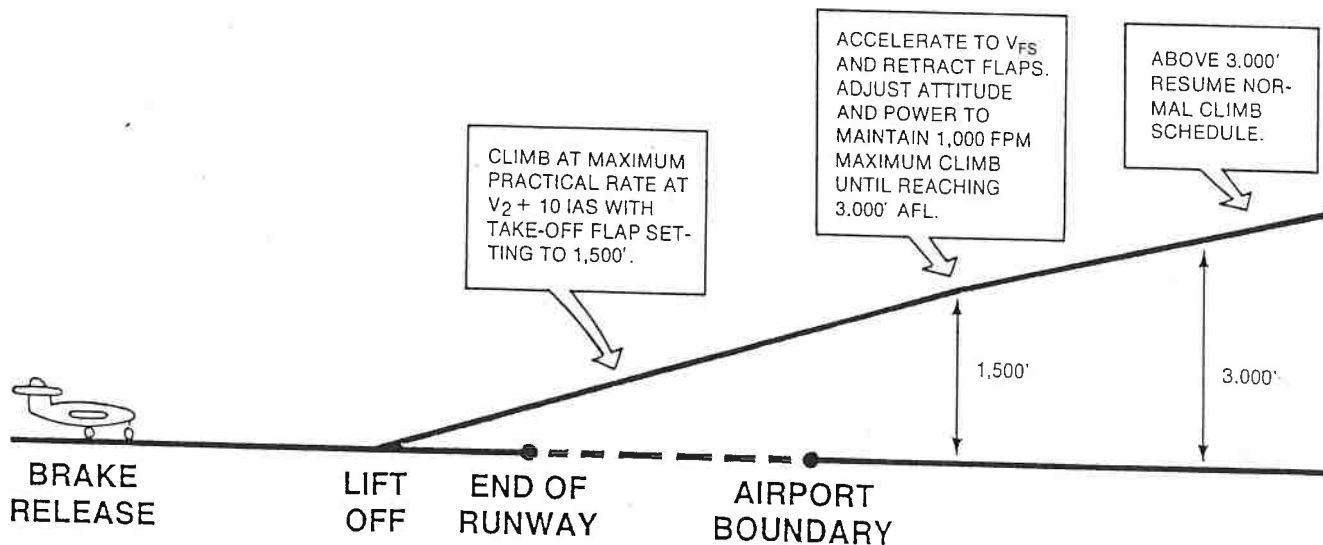 CLIMB AT MAXIMUM
PRACTICAL RATE AT
V2 + 10 IAS WITH
TAKE-OFF FLAP SET-
TING TO 1,500'.
ACCELERATE TO VFS
AND RETRACT FLAPS.
ADJUST ATTITUDE
AND POWER TO
MAINTAIN 1,000 FPM
MAXIMUM CLIMB
UNTIL REACHING
3.000' AFL.
ABOVE 3.000'
RESUME NOR-
MAL CLIMB
SCHEDULE.
1,500'
3.000'
BRAKE
RELEASE
LIFT
OFF
END OF
RUNWAY
AIRPORT
BOUNDARY